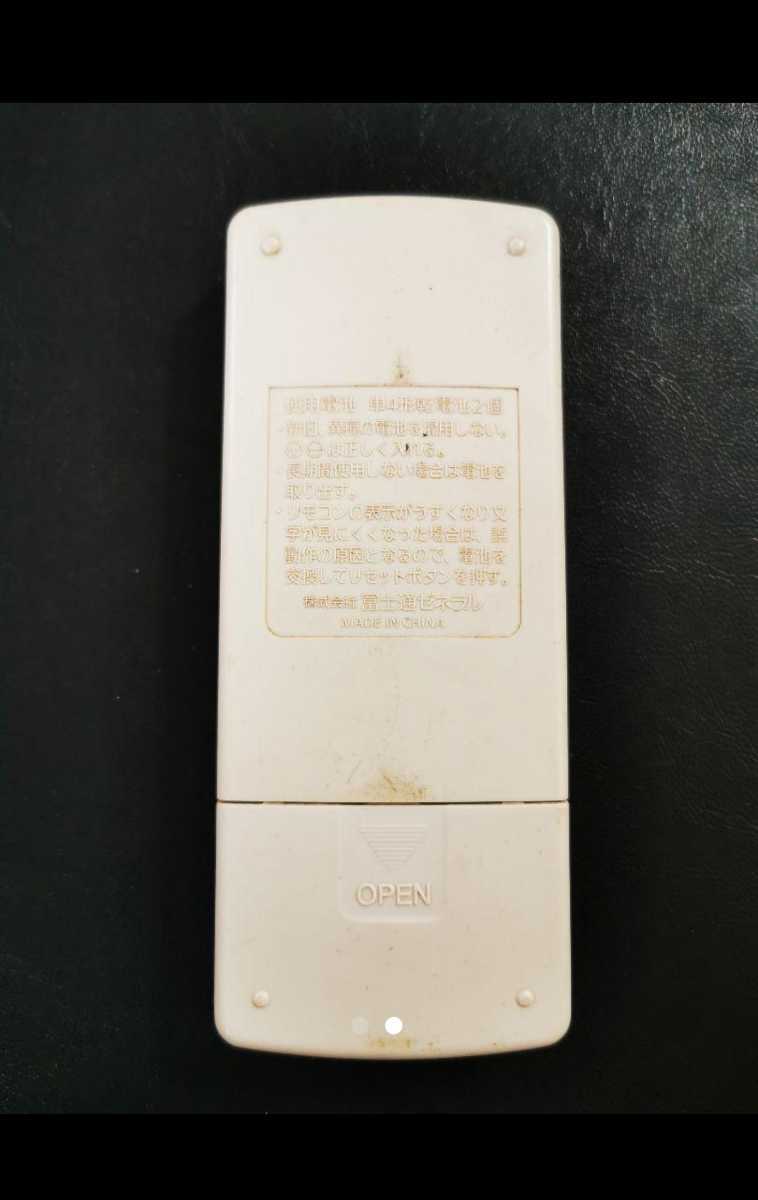 使用電池 単4形乾電池2個
・新旧、異種の電池を混用しない。
⊕ ⊖ は正しく入れる。
・長期間使用しない場合は電池を
取り出す。
・リモコンの表示がうすくなり文
字が見にくくなった場合は、誤
動作の原因となるので、電池を
交換してリセットボタンを押す。
株式会社 富士通ゼネラル
MADE IN CHINA
OPEN